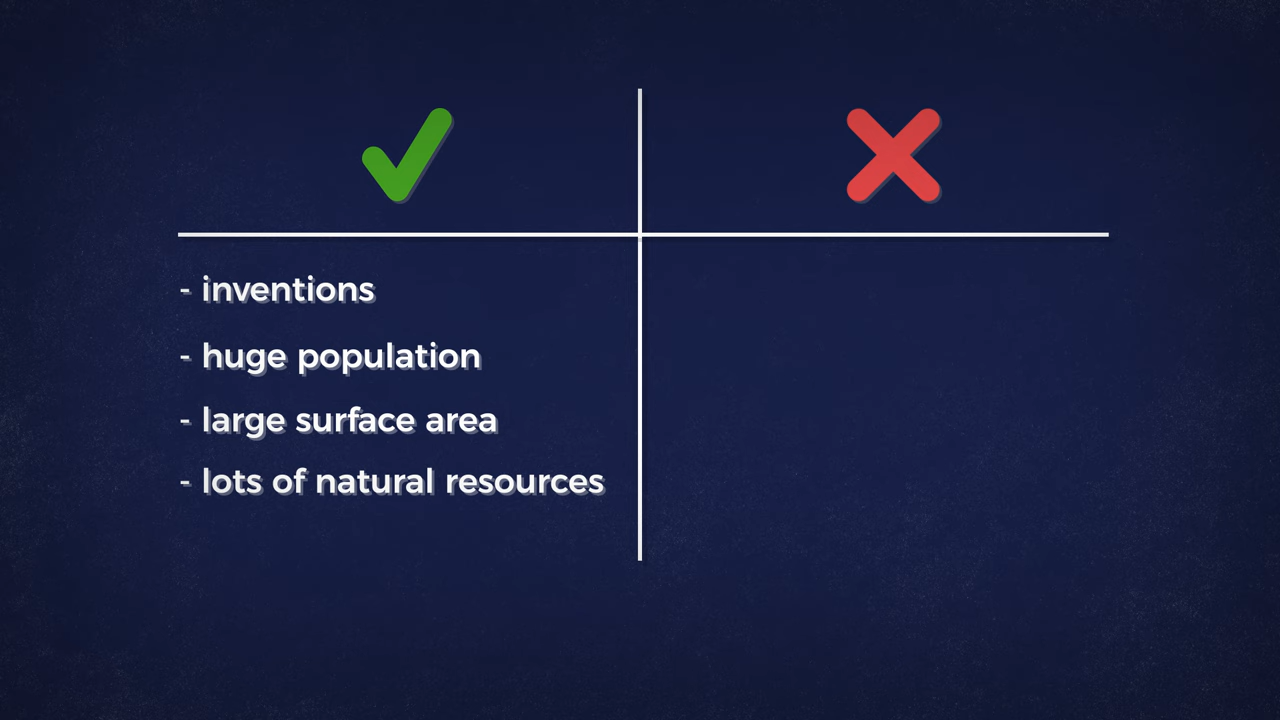 - inventions
- huge population
- large surface area
- lots of natural resources